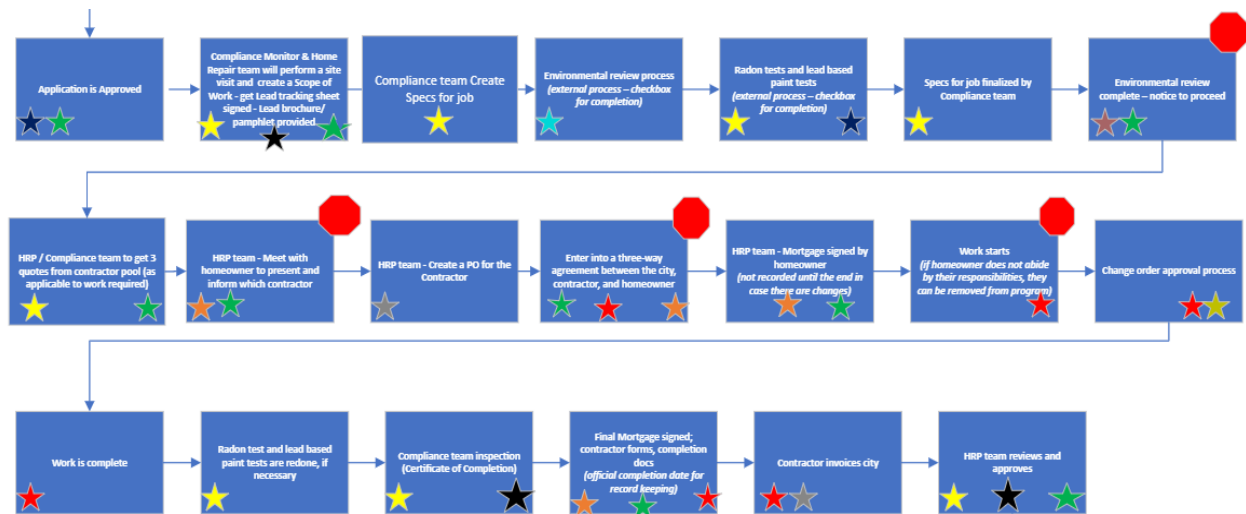 Application is Approved
Compliance Monitor & Home
Repair team will perform a site
visit and create a Scope of
Work - get Lead tracking sheet
signed - Lead brochure/
pamphlet provided
Compliance team Create
Specs for job
Environmental review process
(external process – checkbox
for completion)
Radon tests and lead based
paint tests
(external process – checkbox
for completion)
Specs for job finalized by
Compliance team
Environmental review
complete – notice to proceed
HRP / Compliance team to get 3
quotes from contractor pool (as
applicable to work required)
HRP team - Meet with
homeowner to present and
inform which contractor
HRP team - Create a PO for the
Contractor
Enter into a three-way
agreement between the city,
contractor, and homeowner
HRP team - Mortgage signed by
homeowner
(not recorded until the end in
case there are changes)
Work starts
(if homeowner does not abide
by their responsibilities, they
can be removed from program)
Change order approval process
Work is complete
Radon test and lead based
paint tests are redone, if
necessary
Compliance team inspection
(Certificate of Completion)
Final Mortgage signed;
contractor forms, completion
docs
(official completion date for
record keeping)
Contractor invoices city
HRP team reviews and
approves